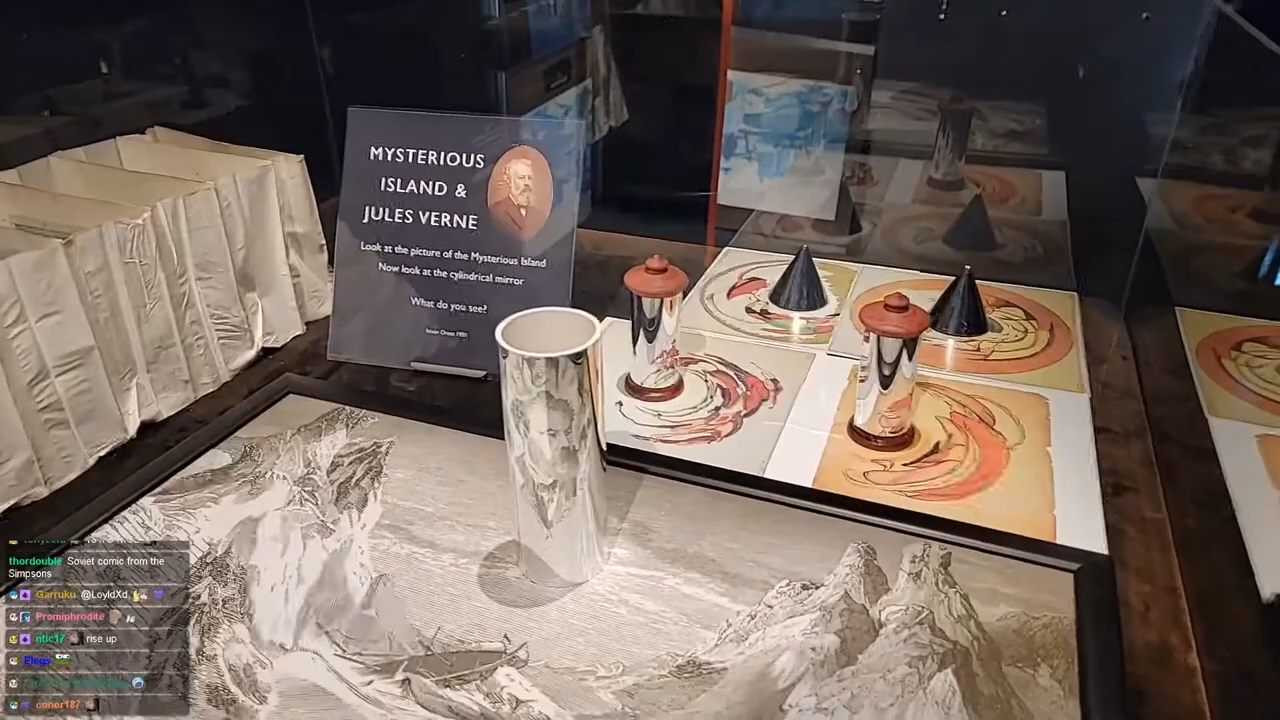 MYSTERIOUS
ISLAND &
JULES VERNE
Look at the picture of the Mysterious Island
Now look at the cylindrical mirror
What do you see?
thordouble Soviet comic from the
Simpsons
Garruku @LoyldXd
Promiphrodite
ntic17 rise up
Elegs
conor187